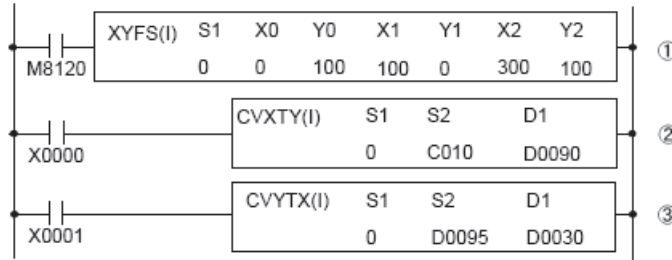 XYFS(I) S1 X0 Y0 X1 Y1 X2 Y2
0 0 100 100 0 300 100
M8120
①
CVXTY(I) S1 S2 D1
0 C010 D0090
X0000
②
CVYTX(I) S1 S2 D1
0 D0095 D0030
X0001
③